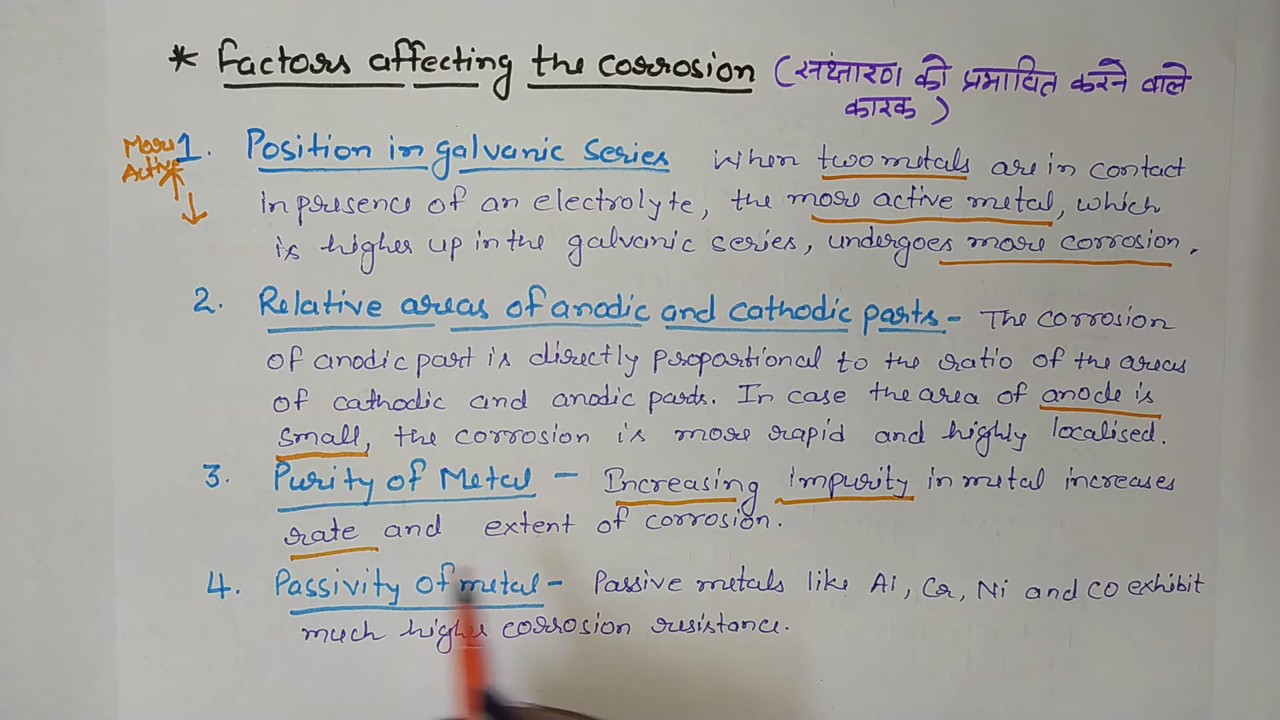 * Factors affecting the corrosion (संक्षारण को प्रभावित करने वाले
कारक)
More
Active
1. Position in galvanic series When two metals are in contact
in presence of an electrolyte, the more active metal, which
is higher up in the galvanic series, undergoes more corrosion.
2. Relative areas of anodic and cathodic parts - The corrosion
of anodic part is directly proportional to the ratio of the areas
of cathodic and anodic parts. In case the area of anode is
small, the corrosion is more rapid and highly localised.
3. Purity of Metal - Increasing impurity in metal increases
rate and extent of corrosion.
4. Passivity of metal - Passive metals like Al, Cr, Ni and CO exhibit
much higher corrosion resistance.